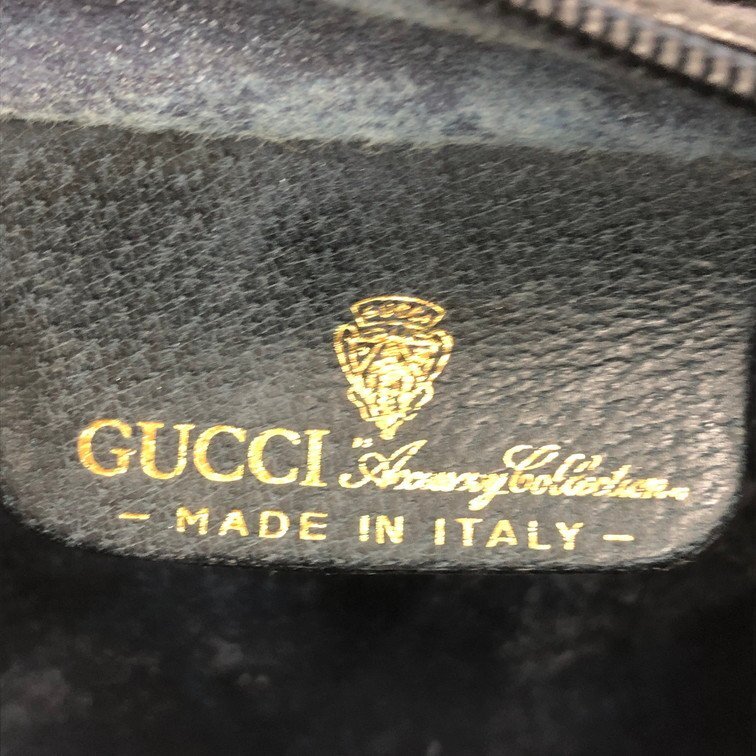 GUCCI "Accessory Collection"
- MADE IN ITALY -